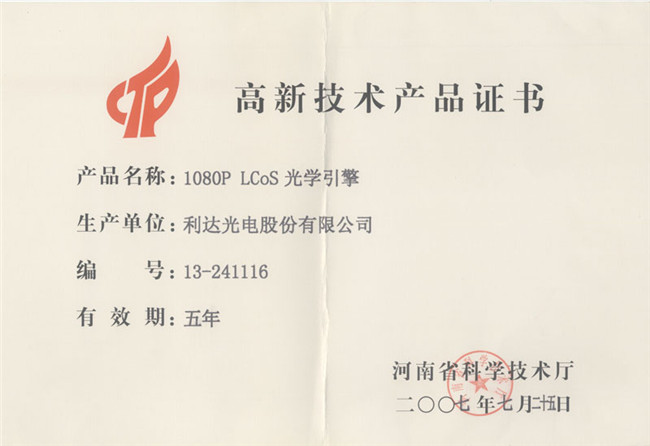 CTP
高新技术产品证书
产品名称：1080P LCoS 光学引擎
生产单位：利达光电股份有限公司
编 号：13-241116
有 效 期：五年
河南省科学技术厅
二〇〇七年七月二十五日